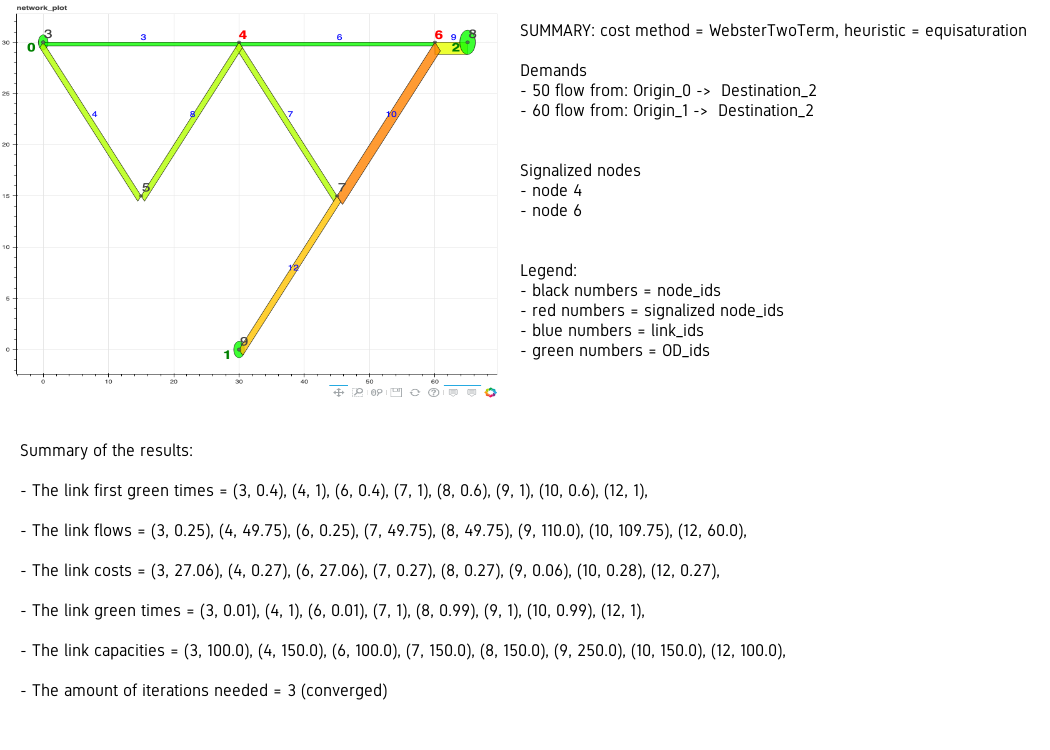 network_plot
SUMMARY: cost method = WebsterTwoTerm, heuristic = equisaturation
Demands
- 50 flow from: Origin_0 -> Destination_2
- 60 flow from: Origin_1 -> Destination_2
Signalized nodes
- node 4
- node 6
Legend:
- black numbers = node_ids
- red numbers = signalized node_ids
- blue numbers = link_ids
- green numbers = OD_ids
3 3 4 6 6 9 8
0 2
4 8 7 10
5 7
12
9
1
30
25
20
15
10
5
0
0 10 20 30 40 50 60
Summary of the results:
- The link first green times = (3, 0.4), (4, 1), (6, 0.4), (7, 1), (8, 0.6), (9, 1), (10, 0.6), (12, 1),
- The link flows = (3, 0.25), (4, 49.75), (6, 0.25), (7, 49.75), (8, 49.75), (9, 110.0), (10, 109.75), (12, 60.0),
- The link costs = (3, 27.06), (4, 0.27), (6, 27.06), (7, 0.27), (8, 0.27), (9, 0.06), (10, 0.28), (12, 0.27),
- The link green times = (3, 0.01), (4, 1), (6, 0.01), (7, 1), (8, 0.99), (9, 1), (10, 0.99), (12, 1),
- The link capacities = (3, 100.0), (4, 150.0), (6, 100.0), (7, 150.0), (8, 150.0), (9, 250.0), (10, 150.0), (12, 100.0),
- The amount of iterations needed = 3 (converged)